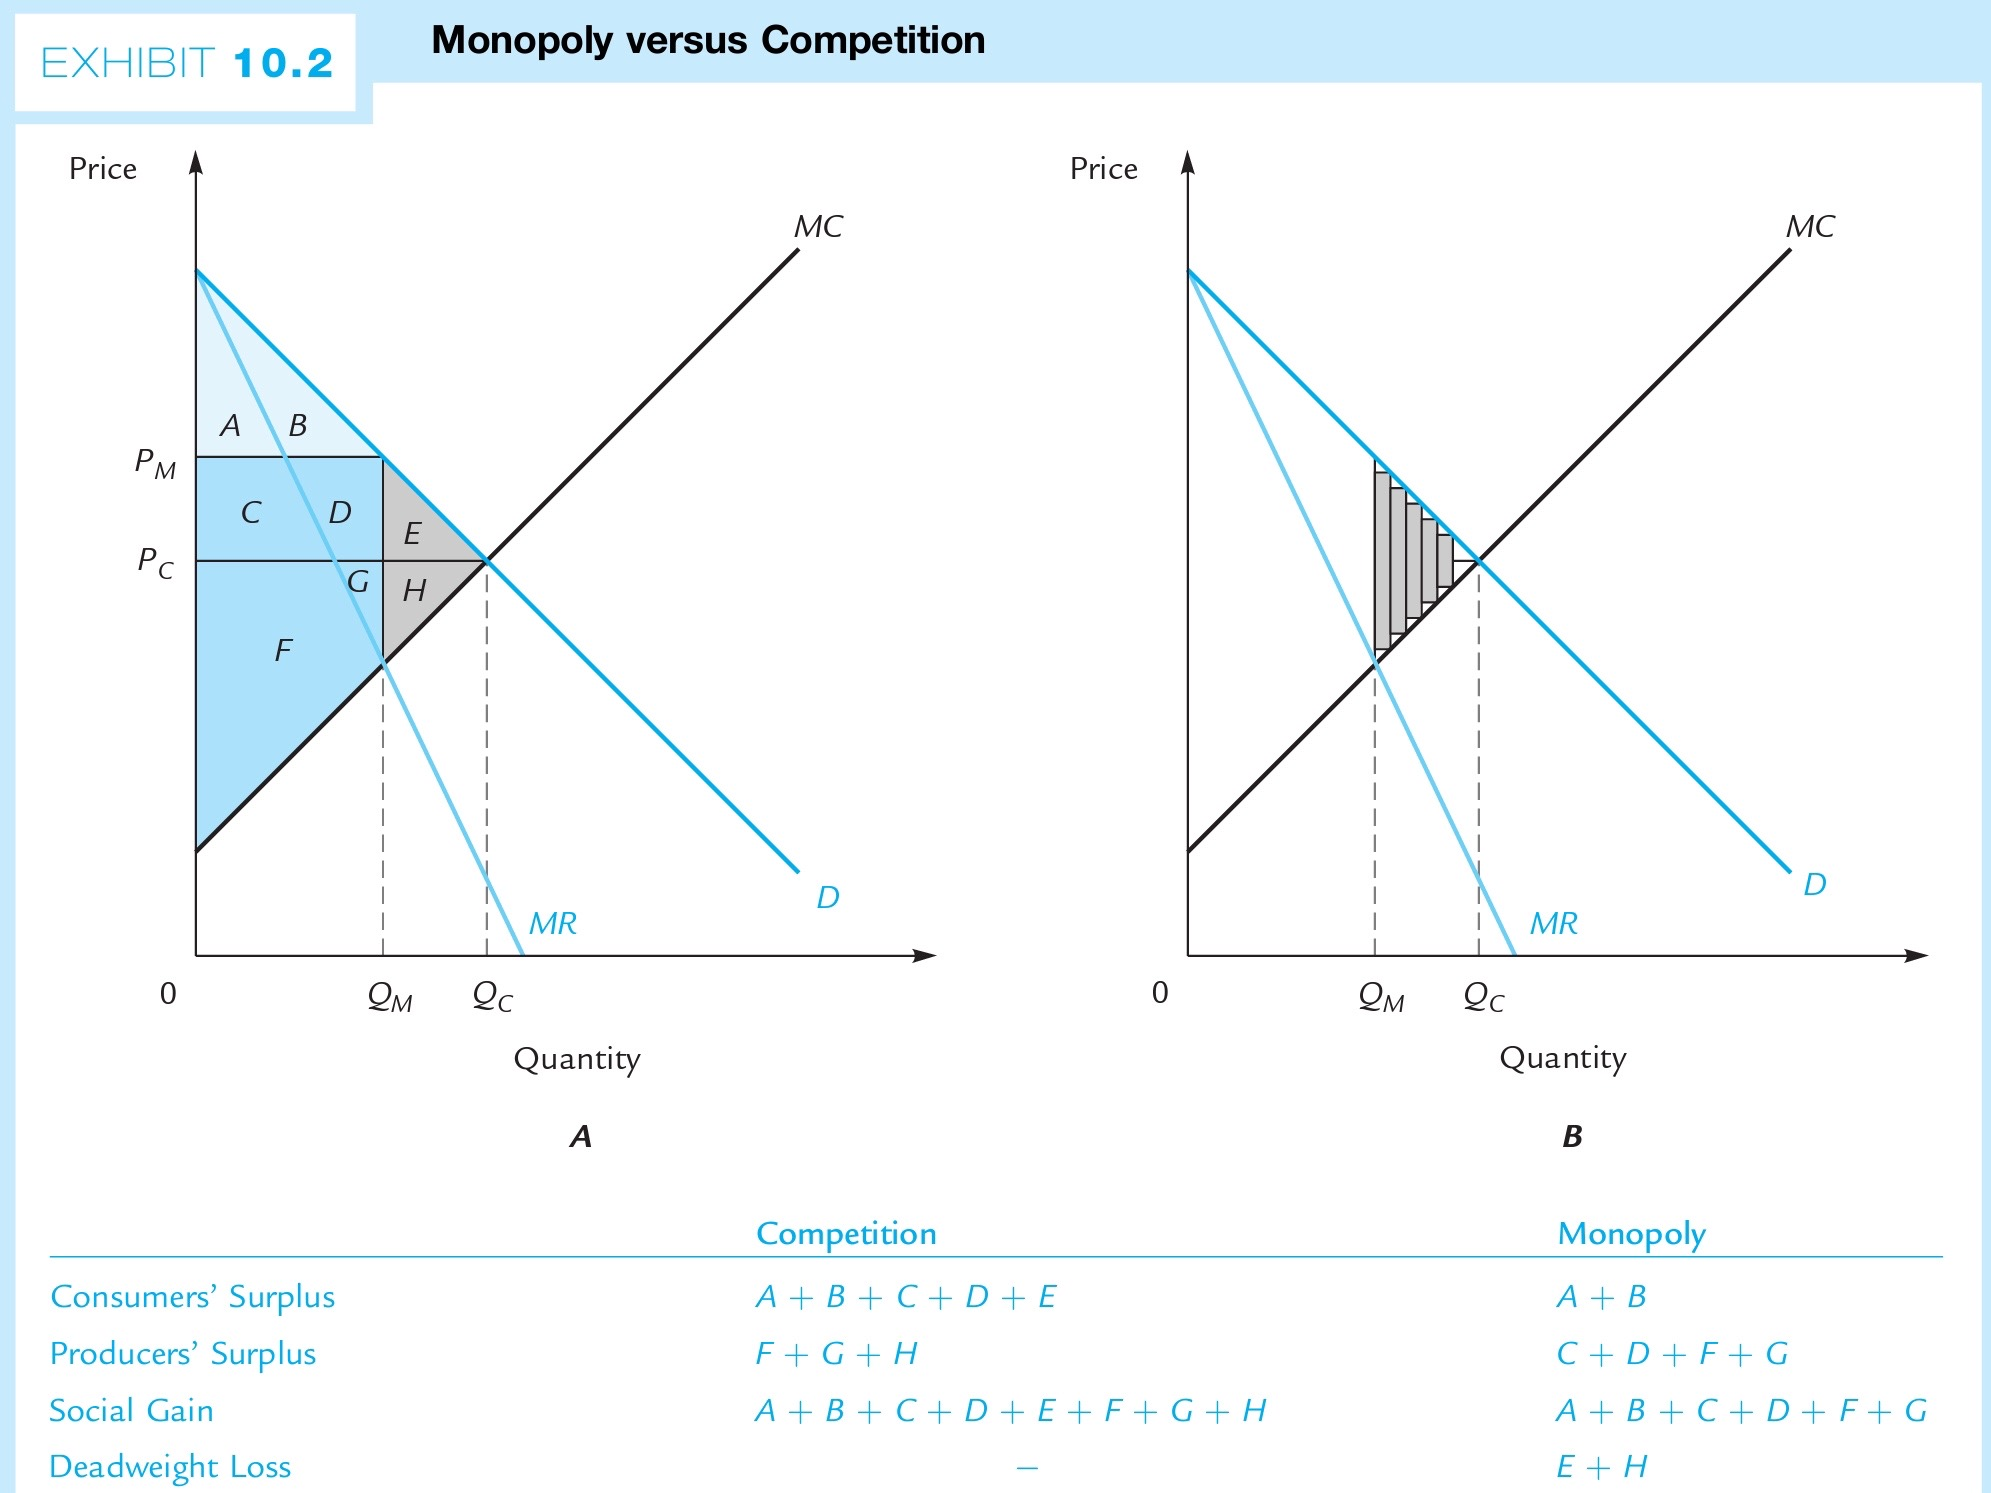 EXHIBIT 10.2
Monopoly versus Competition
Price
MC
A B
P_M
C D
E
P_C
G H
F
D
MR
0 Q_M Q_C
Quantity
A
Price
MC
D
MR
0 Q_M Q_C
Quantity
B
Competition Monopoly
Consumers’ Surplus A + B + C + D + E A + B
Producers’ Surplus F + G + H C + D + F + G
Social Gain A + B + C + D + E + F + G + H A + B + C + D + F + G
Deadweight Loss – E + H